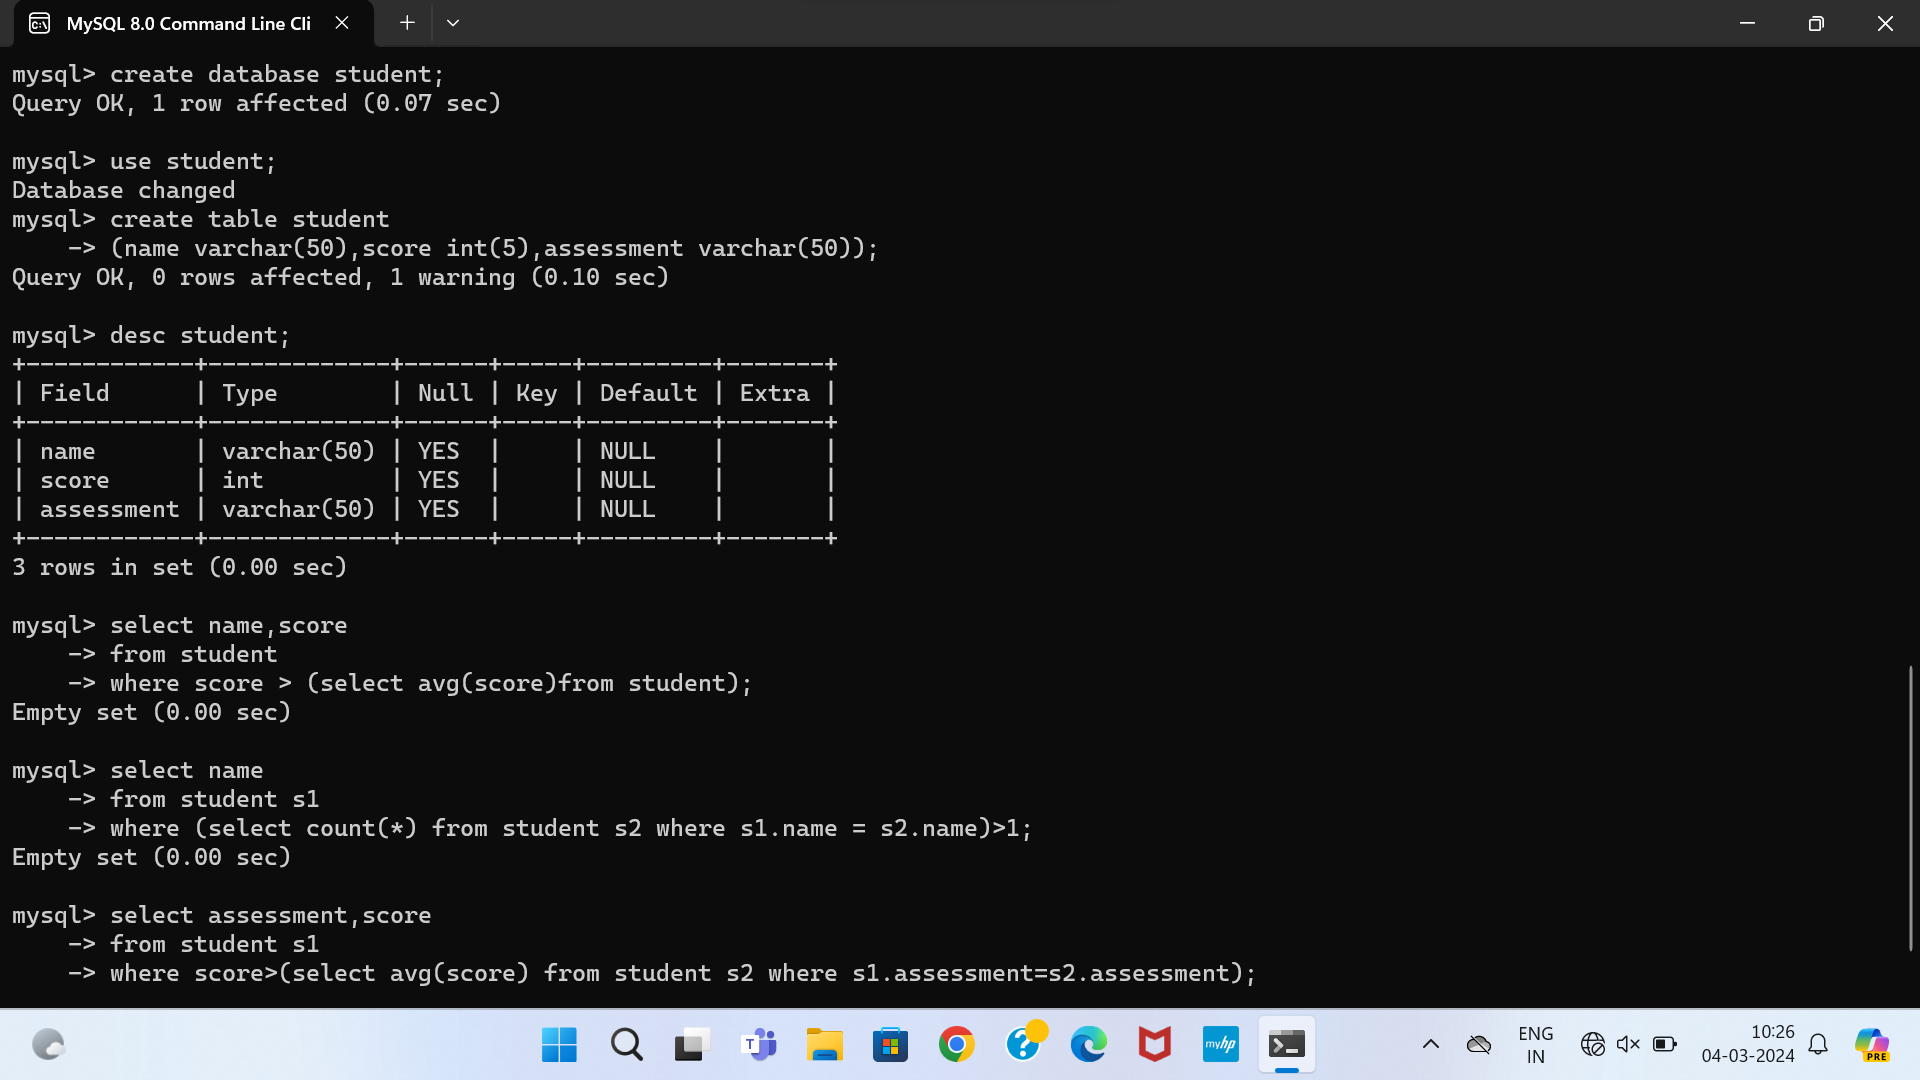 MySQL 8.0 Command Line Cli
mysql> create database student;
Query OK, 1 row affected (0.07 sec)
mysql> use student;
Database changed
mysql> create table student
    -> (name varchar(50),score int(5),assessment varchar(50));
Query OK, 0 rows affected, 1 warning (0.10 sec)
mysql> desc student;
+------------+-------------+------+-----+---------+-------+
| Field      | Type        | Null | Key | Default | Extra |
+------------+-------------+------+-----+---------+-------+
| name       | varchar(50) | YES  |     | NULL    |       |
| score      | int         | YES  |     | NULL    |       |
| assessment | varchar(50) | YES  |     | NULL    |       |
+------------+-------------+------+-----+---------+-------+
3 rows in set (0.00 sec)
mysql> select name,score
    -> from student
    -> where score > (select avg(score)from student);
Empty set (0.00 sec)
mysql> select name
    -> from student s1
    -> where (select count(*) from student s2 where s1.name = s2.name)>1;
Empty set (0.00 sec)
mysql> select assessment,score
    -> from student s1
    -> where score>(select avg(score) from student s2 where s1.assessment=s2.assessment);
T
?
myhp
ENG
IN
10:26
04-03-2024
PRE